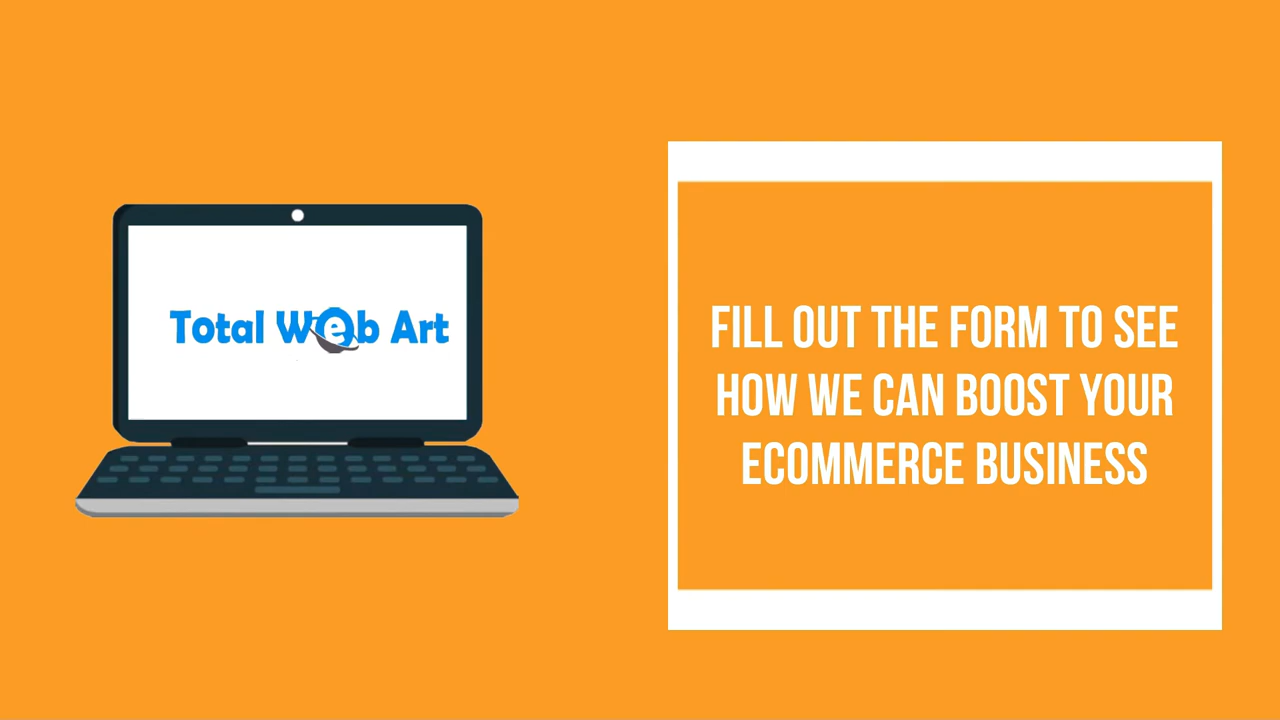 Total Web Art
FILL OUT THE FORM TO SEE
HOW WE CAN BOOST YOUR
ECOMMERCE BUSINESS